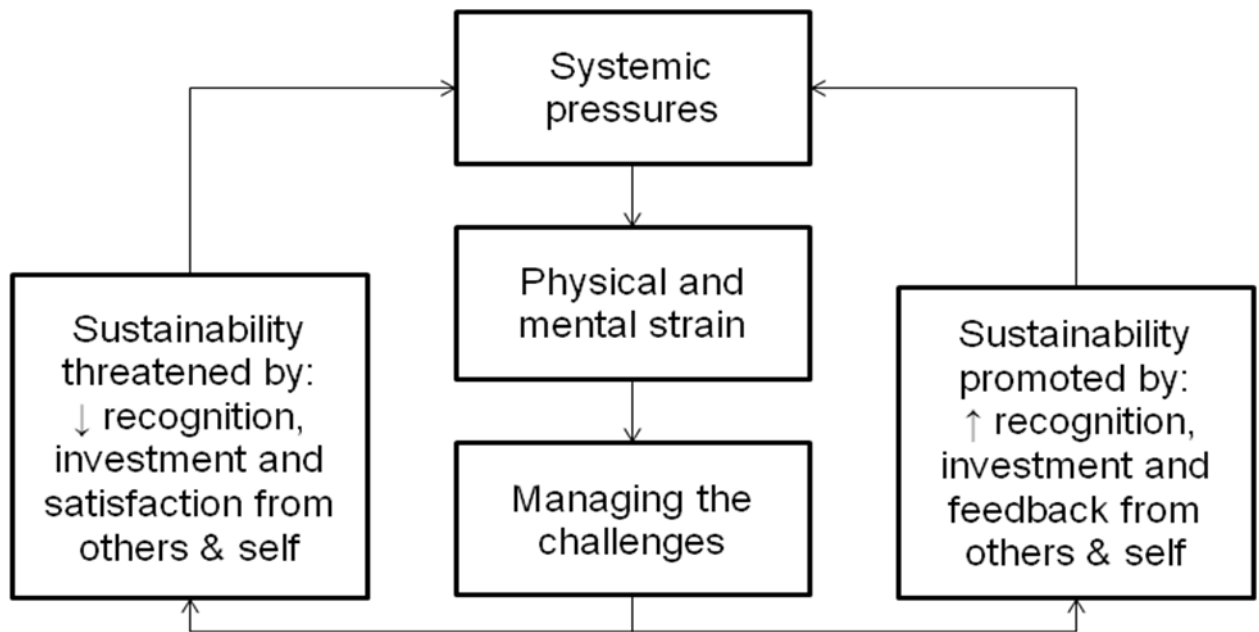 Systemic
pressures
Physical and
mental strain
Managing the
challenges
Sustainability
threatened by:
↓ recognition,
investment and
satisfaction from
others & self
Sustainability
promoted by:
↑ recognition,
investment and
feedback from
others & self